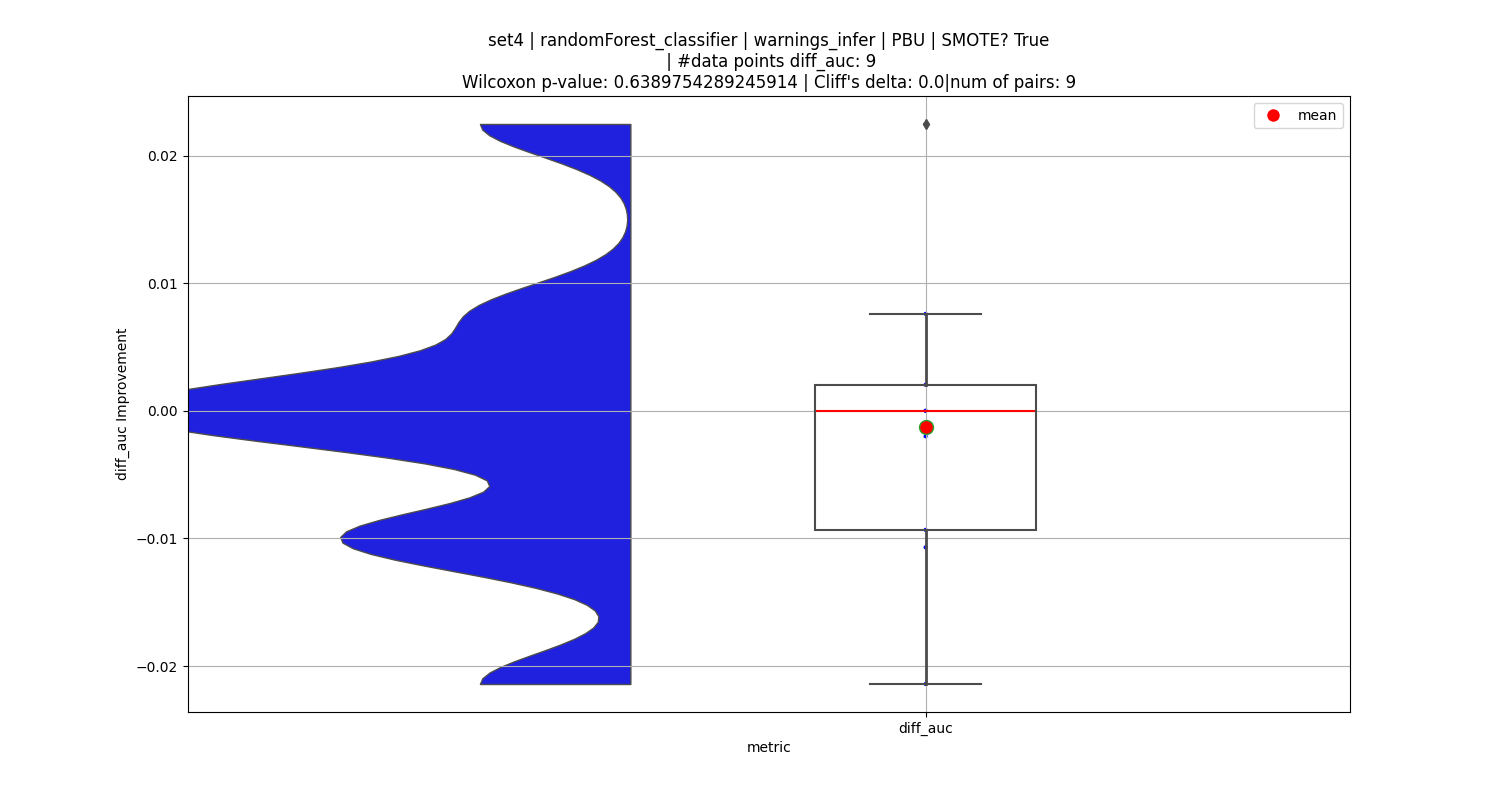 set4 | randomForest_classifier | warnings_infer | PBU | SMOTE? True
| #data points diff_auc: 9
Wilcoxon p-value: 0.6389754289245914 | Cliff's delta: 0.0|num of pairs: 9
mean
0.02
0.01
0.00
−0.01
−0.02
diff_auc Improvement
diff_auc
metric